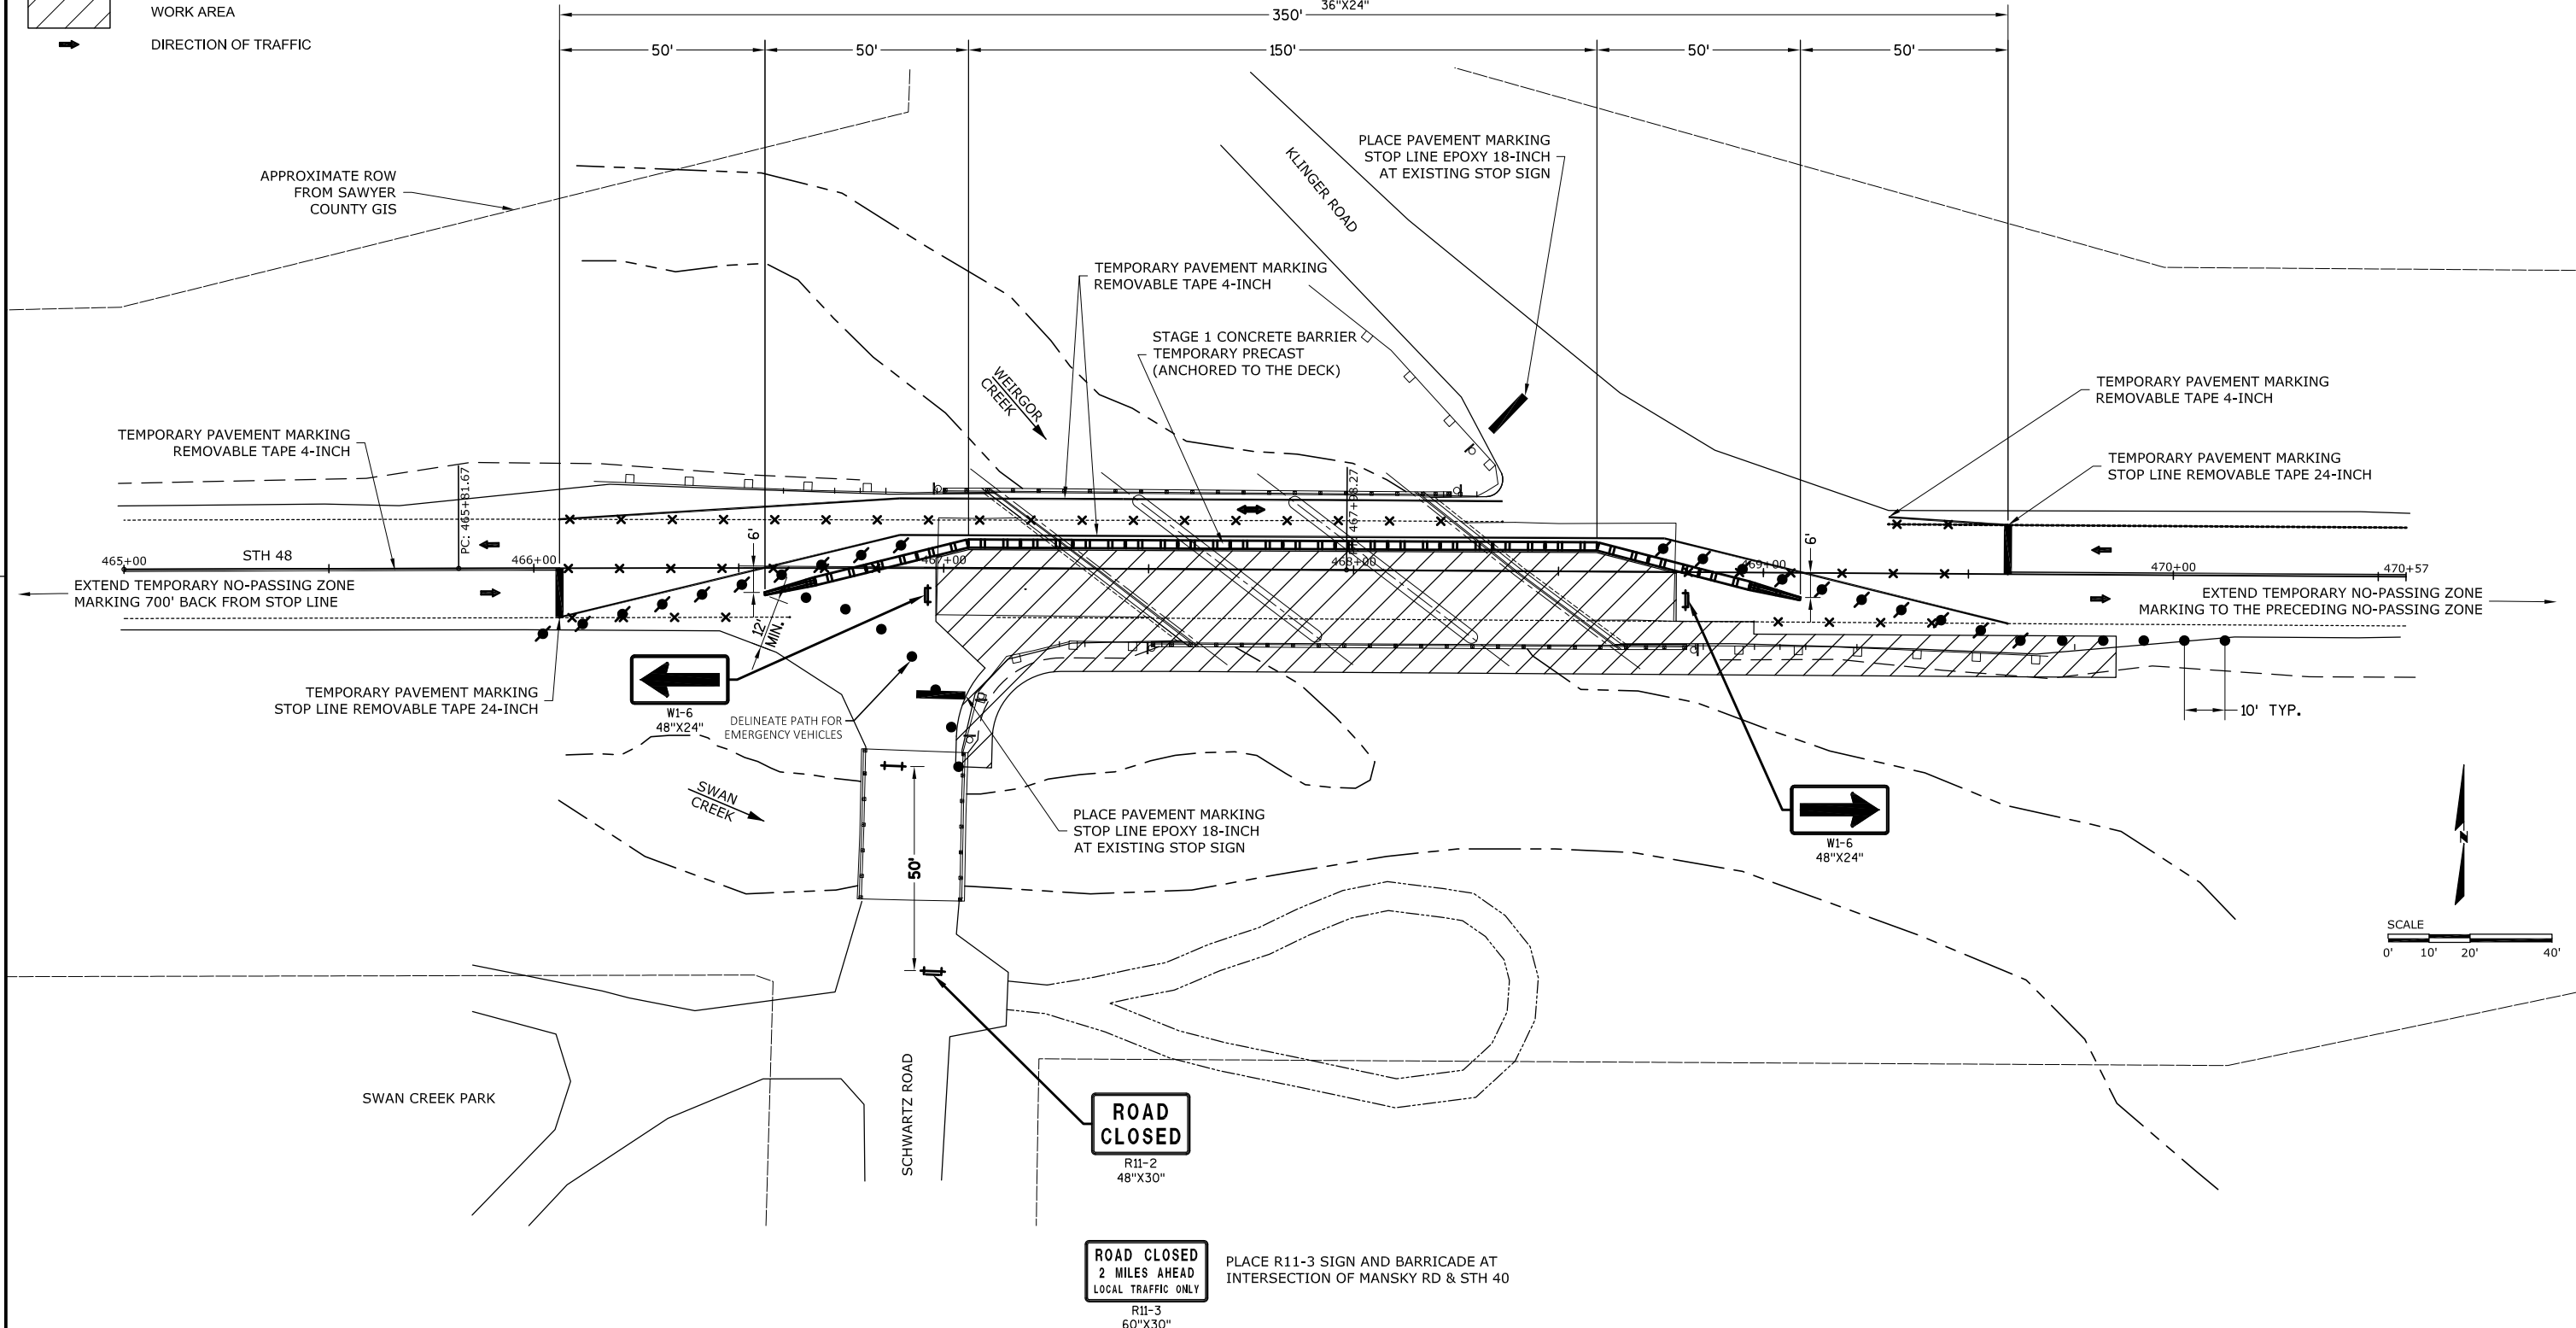 WORK AREA
DIRECTION OF TRAFFIC
36"X24"
350'
50'
50'
150'
50'
50'
APPROXIMATE ROW
FROM SAWYER
COUNTY GIS
KLINGER ROAD
PLACE PAVEMENT MARKING
STOP LINE EPOXY 18-INCH
AT EXISTING STOP SIGN
TEMPORARY PAVEMENT MARKING
REMOVABLE TAPE 4-INCH
STAGE 1 CONCRETE BARRIER
TEMPORARY PRECAST
(ANCHORED TO THE DECK)
WEIRGOR
CREEK
TEMPORARY PAVEMENT MARKING
REMOVABLE TAPE 4-INCH
TEMPORARY PAVEMENT MARKING
REMOVABLE TAPE 4-INCH
TEMPORARY PAVEMENT MARKING
STOP LINE REMOVABLE TAPE 24-INCH
PC: 465+81.67
467+98.27
6'
6'
465+00
STH 48
466+00
467+00
468+00
469+00
470+00
470+57
EXTEND TEMPORARY NO-PASSING ZONE
MARKING 700' BACK FROM STOP LINE
EXTEND TEMPORARY NO-PASSING ZONE
MARKING TO THE PRECEDING NO-PASSING ZONE
12'
MIN.
TEMPORARY PAVEMENT MARKING
STOP LINE REMOVABLE TAPE 24-INCH
W1-6
48"X24"
DELINEATE PATH FOR
EMERGENCY VEHICLES
10' TYP.
SWAN
CREEK
PLACE PAVEMENT MARKING
STOP LINE EPOXY 18-INCH
AT EXISTING STOP SIGN
W1-6
48"X24"
50'
N
SCALE
0' 10' 20' 40'
SWAN CREEK PARK
SCHWARTZ ROAD
ROAD
CLOSED
R11-2
48"X30"
ROAD CLOSED
2 MILES AHEAD
LOCAL TRAFFIC ONLY
R11-3
60"X30"
PLACE R11-3 SIGN AND BARRICADE AT
INTERSECTION OF MANSKY RD & STH 40